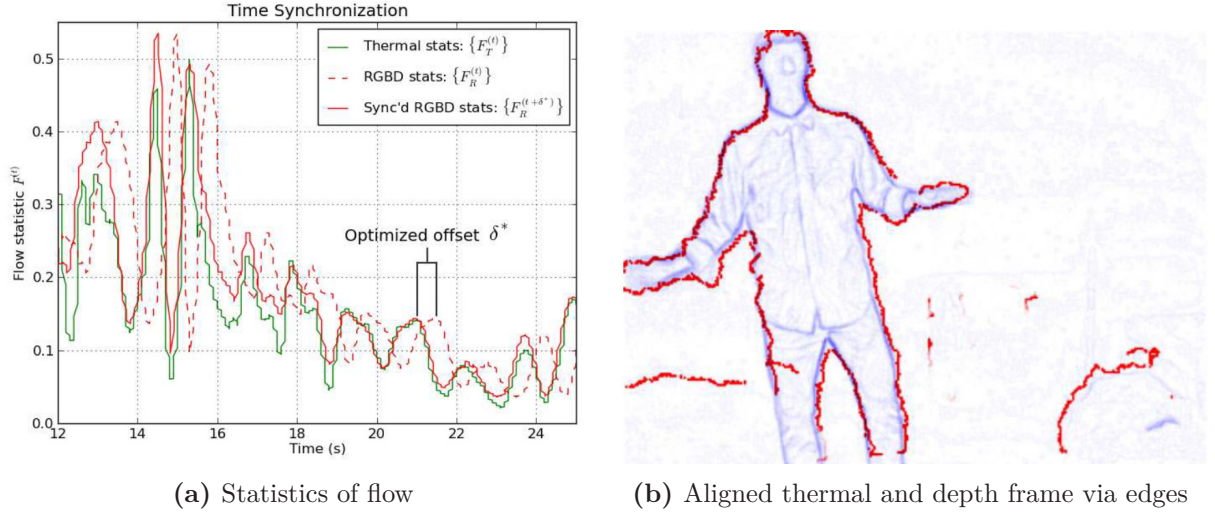 Time Synchronization
Thermal stats: {F_T^(t)}
RGBD stats: {F_R^(t)}
Sync'd RGBD stats: {F_R^(t+δ*)}
Optimized offset δ*
Flow statistic F^(t)
0.5
0.4
0.3
0.2
0.1
0.0
12 14 16 18 20 22 24
Time (s)
(a) Statistics of flow
(b) Aligned thermal and depth frame via edges